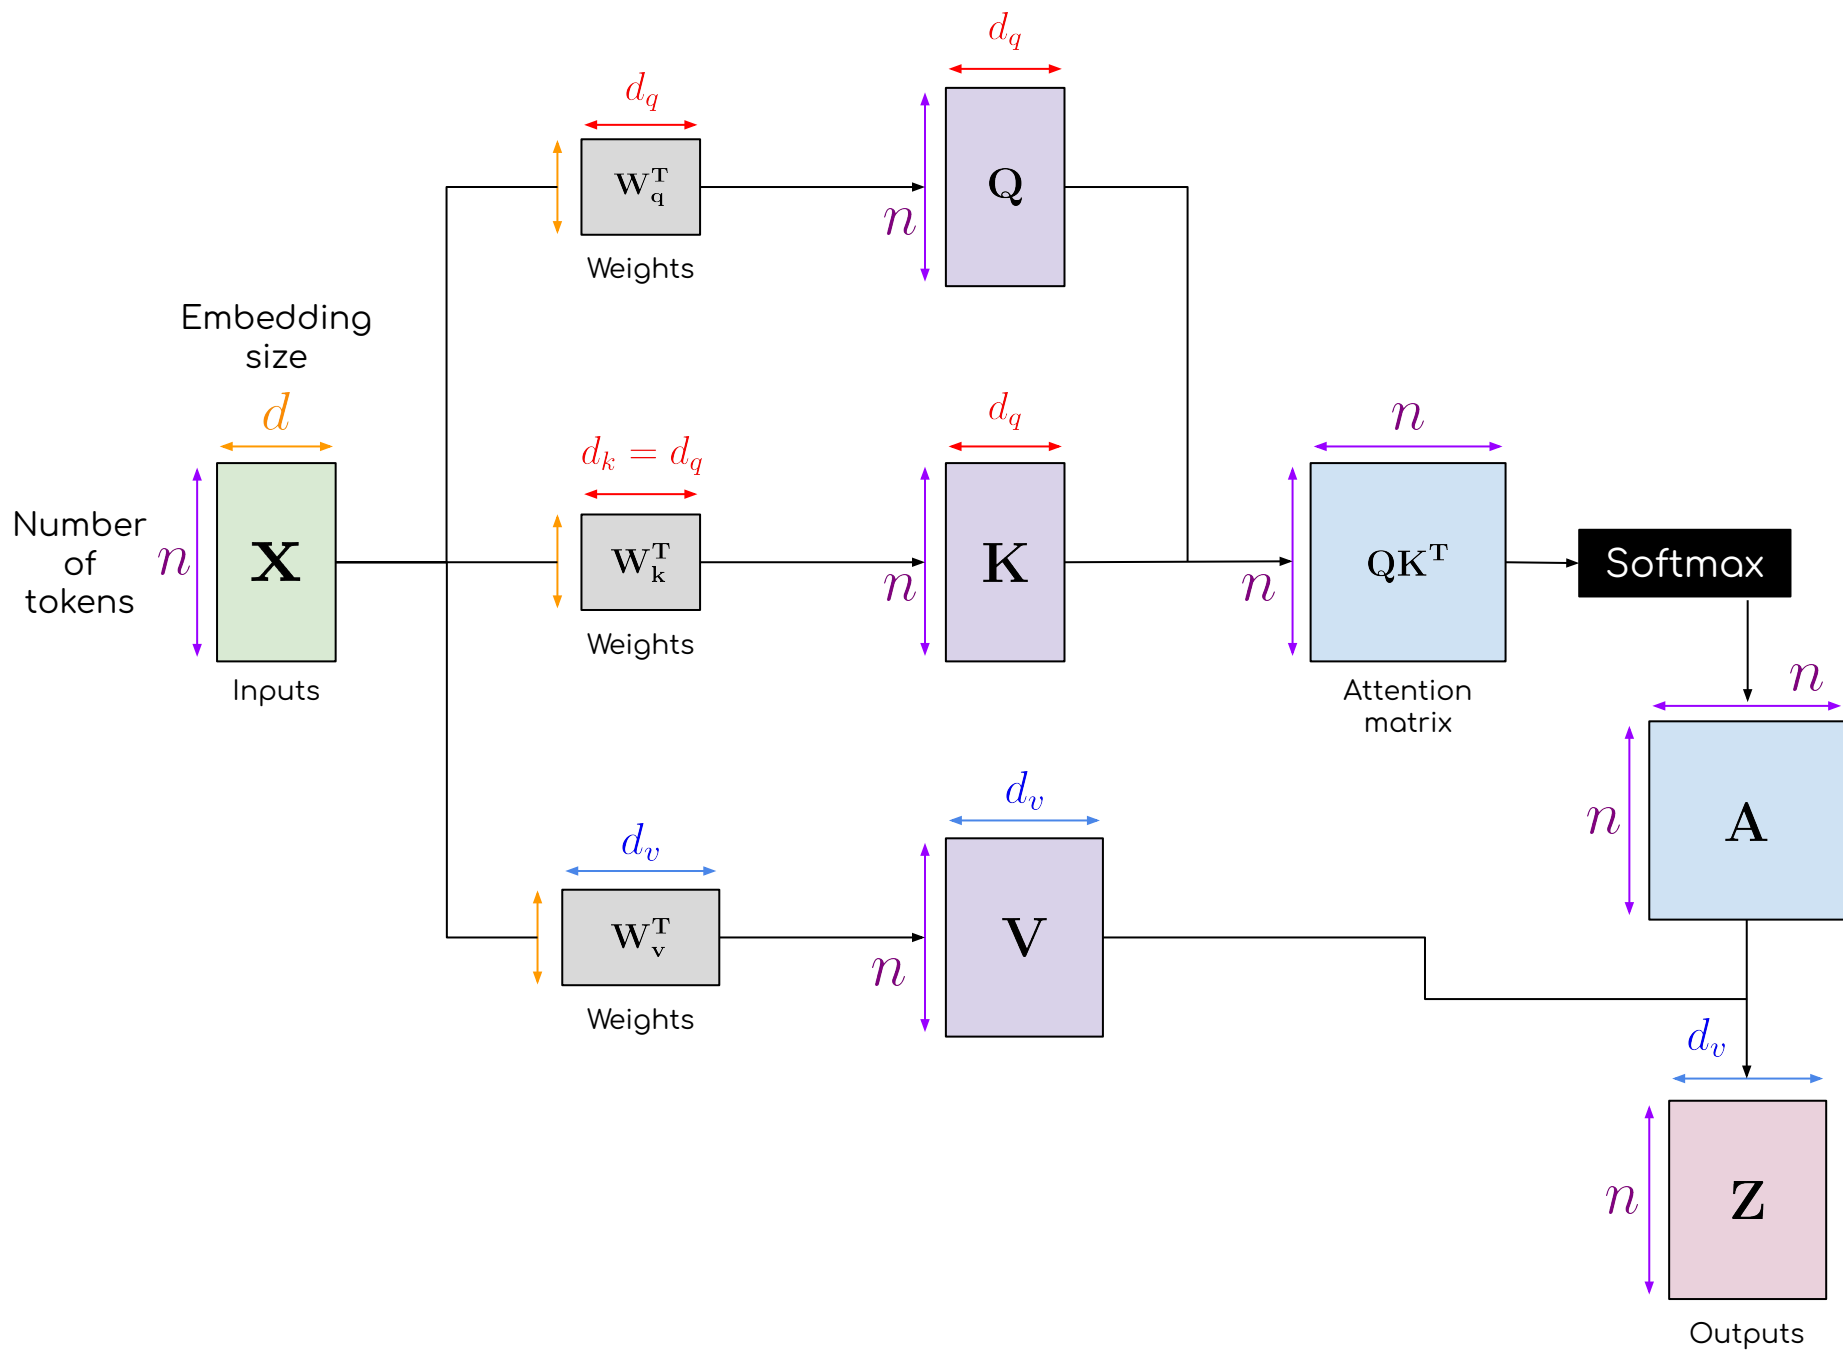 d_q
d_q
W_q^T
Q
n
Weights
Embedding
size
d
d_q
n
d_k = d_q
Number
of
tokens
n
X
W_k^T
K
QK^T
Softmax
n
n
Weights
Inputs
Attention
matrix
n
d_v
d_v
n
A
W_v^T
V
n
Weights
d_v
n
Z
Outputs